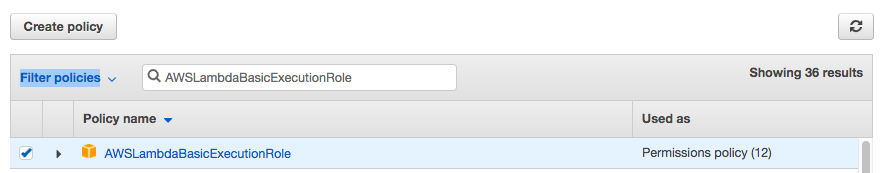 Create policy
Filter policies
AWSLambdaBasicExecutionRole
Showing 36 results
Policy name
Used as
AWSLambdaBasicExecutionRole
Permissions policy (12)